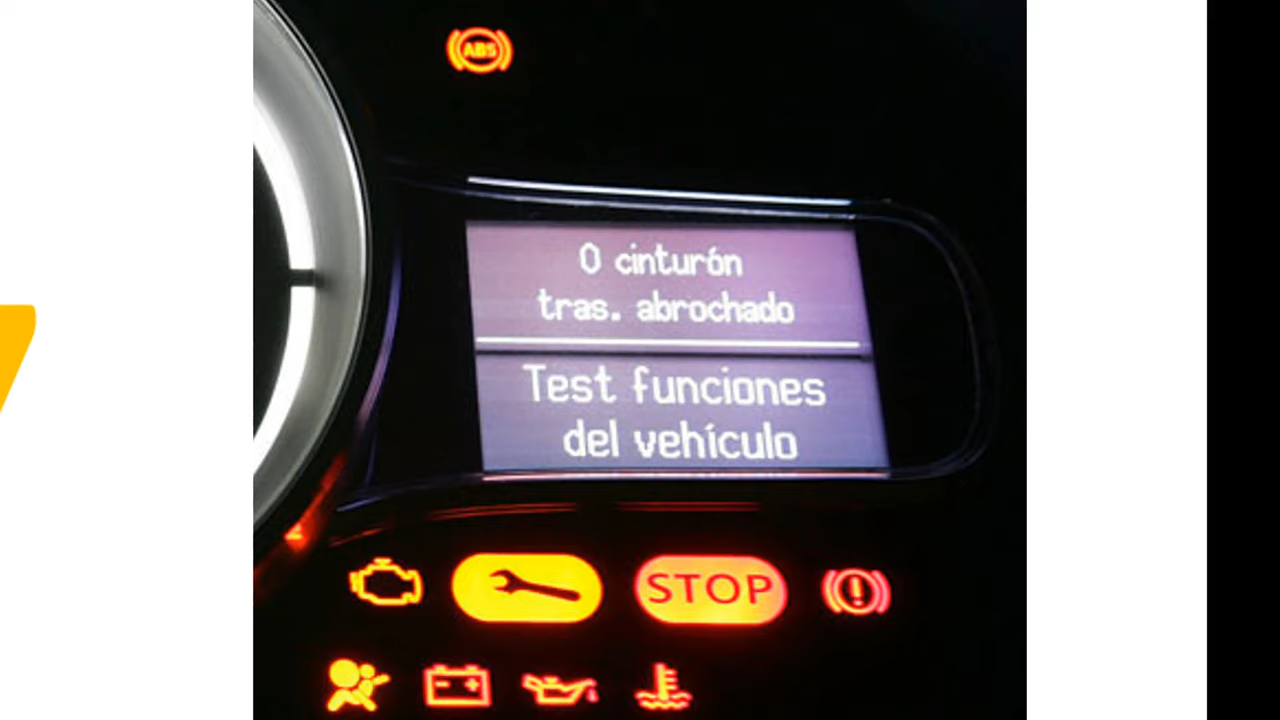 ABS
0 cinturón
tras. abrochado
Test funciones
del vehículo
STOP